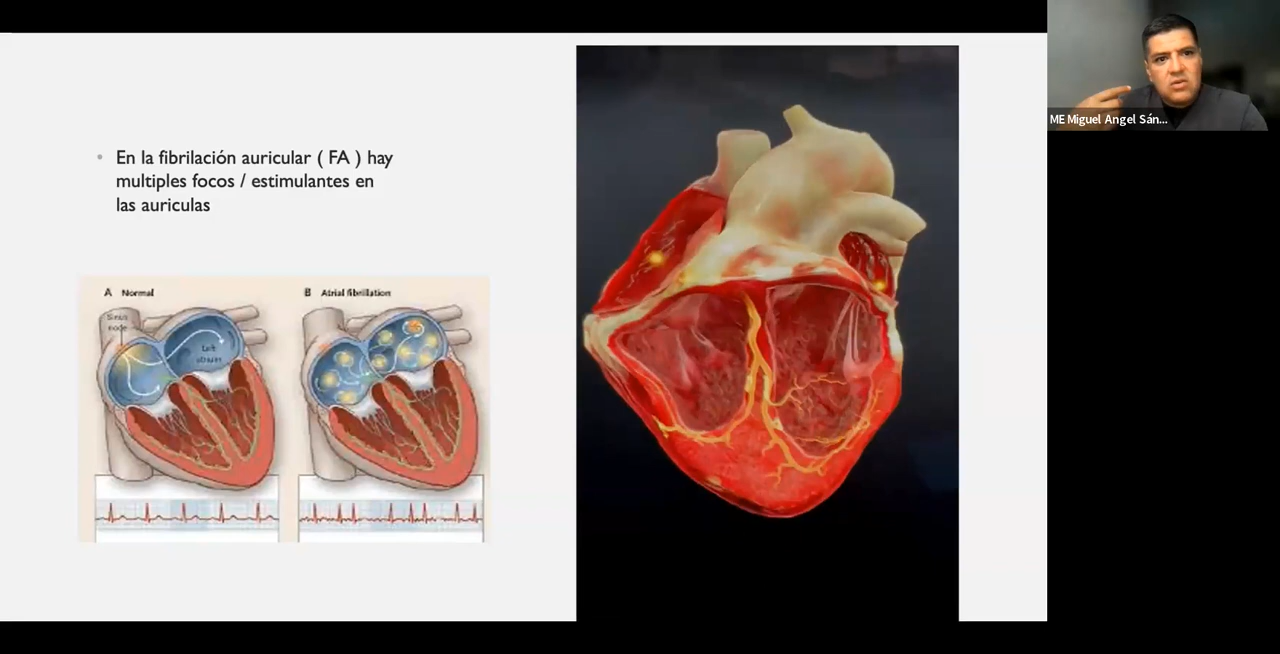 En la fibrilación auricular ( FA ) hay
multiples focos / estimulantes en
las auriculas
A Normal
B Atrial fibrillation
Sinus
node
Left
atrium
ME Miguel Angel Sán...